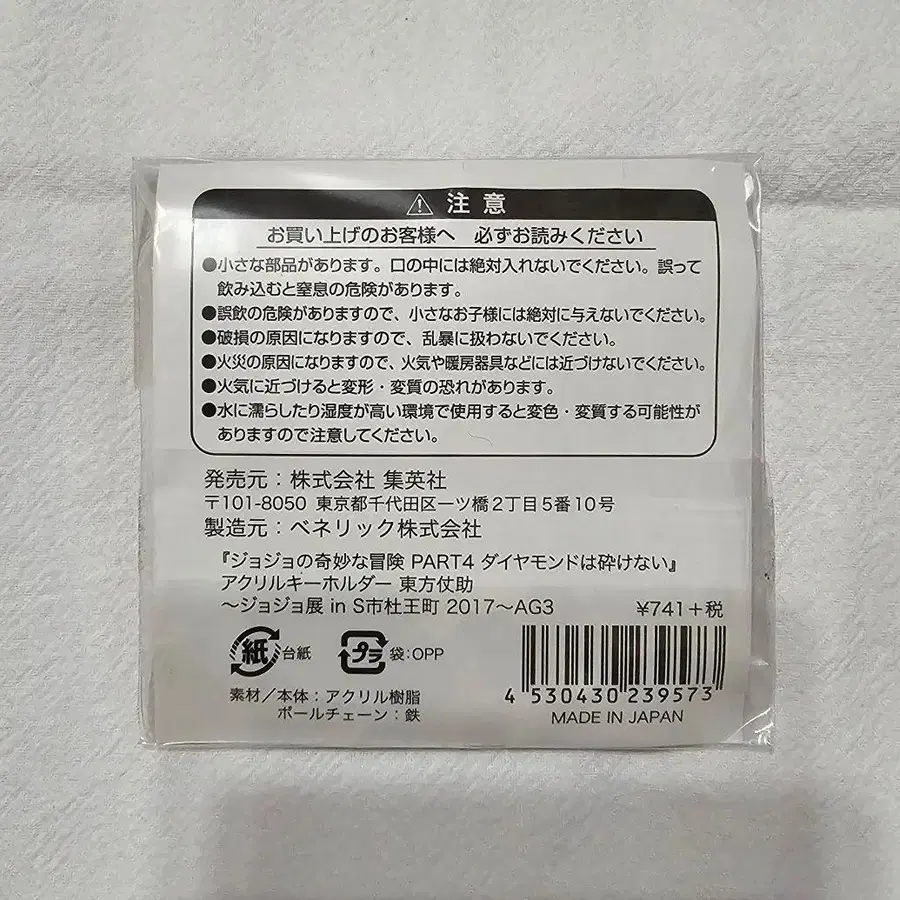 ⚠ 注意
お買い上げのお客様へ 必ずお読みください
●小さな部品があります。口の中には絶対入れないでください。誤って
飲み込むと窒息の危険があります。
●誤飲の危険がありますので、小さなお子様には絶対に与えないでください。
●破損の原因になりますので、乱暴に扱わないでください。
●火災の原因になりますので、火気や暖房器具などには近づけないでください。
●火気に近づけると変形・変質の恐れがあります。
●水に濡らしたり湿度が高い環境で使用すると変色・変質する可能性が
ありますので注意してください。
発売元：株式会社 集英社
〒101-8050 東京都千代田区一ツ橋2丁目5番10号
製造元：ベネリック株式会社
『ジョジョの奇妙な冒険 PART4 ダイヤモンドは砕けない』
アクリルキーホルダー 東方仗助
～ジョジョ展 in S市杜王町 2017～AG3 ¥741+税
紙 台紙 プラ 袋：OPP
素材／本体：アクリル樹脂
ボールチェーン：鉄
4 530430 239573
MADE IN JAPAN